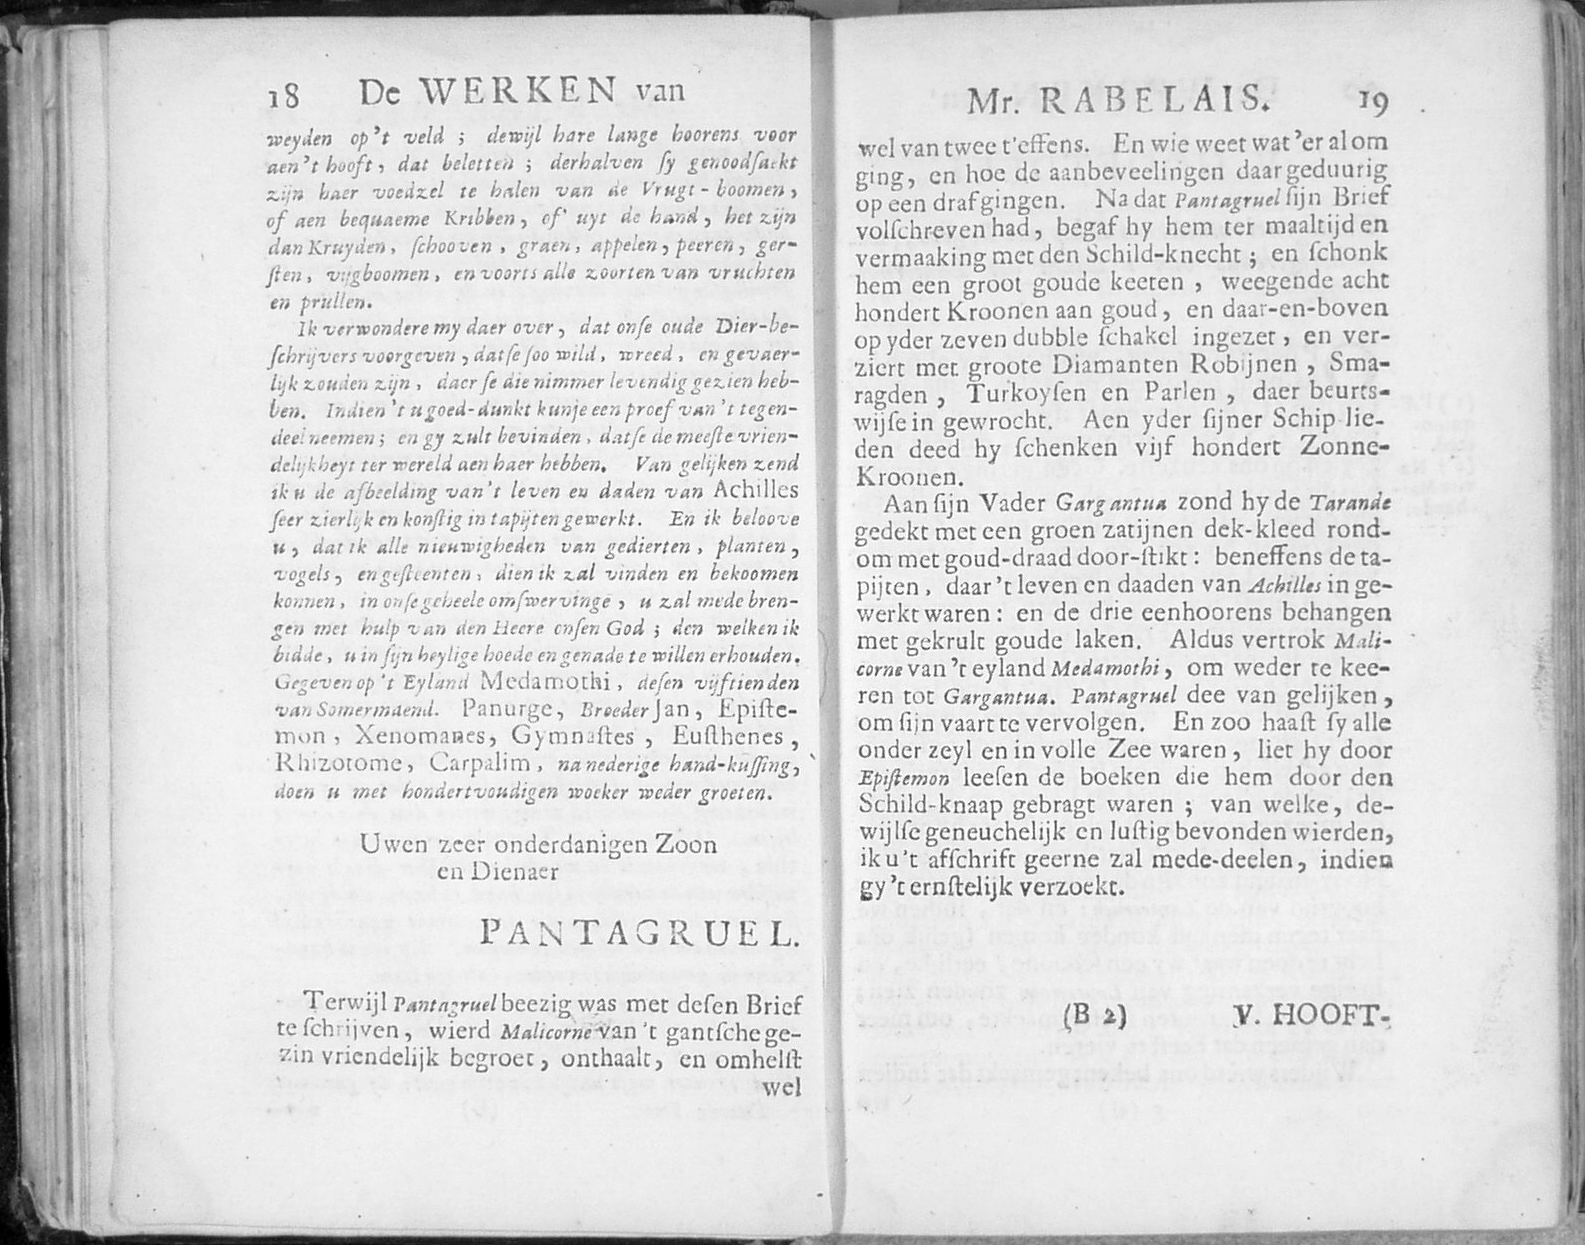 18 De WERKEN van
weyden op't veld ; dewijl hare lange hoorens voor
aen't hooft, dat beletten ; derhalven ſy genoodſaekt
zijn haer voedzel te halen van de Vrugt-boomen,
of aen bequaeme Kribben, of uyt de hand, het zijn
dan Kruyden, ſchooven, graen, appelen, peeren, ger-
ſten, vijgboomen, en voorts alle zoorten van vruchten
en prullen.
Ik verwondere my daer over, dat onſe oude Dier-be-
ſchrijvers voorgeven, dat ſe ſoo wild, wreed, en gevaer-
lijk zouden zijn, daer ſe die nimmer levendig gezien heb-
ben. Indien 't u goed-dunkt kunje een proef van 't tegen-
deel neemen; en gy zult bevinden, datſe de meeſte vrien-
delijkheyt ter wereld aen haer hebben. Van gelijken zend
ik u de afbeelding van't leven en daden van Achilles
ſeer zierlijk en konſtig in tapijten gewerkt. En ik beloove
u, dat ik alle nieuwigheden van gedierten, planten,
vogels, en geſteenten, dien ik zal vinden en bekoomen
konnen, in onſe geheele omſwervinge, u zal mede bren-
gen met hulp van den Heere onſen God ; den welken ik
bidde, u in ſijn heylige hoede en genade te willen erhouden.
Gegeven op 't Eyland Medamothi, deſen vijftienden
van Somermaend. Panurge, Broeder Jan, Epiſte-
mon, Xenomanes, Gymnaſtes, Euſthenes,
Rhizotome, Carpalim, na nederige hand-kuſſing,
doen u met hondertvoudigen woeker weder groeten.
Uwen zeer onderdanigen Zoon
en Dienaer
PANTAGRUEL.
Terwijl Pantagruel beezig was met deſen Brief
te ſchrijven, wierd Malicorne van 't gantſche ge-
zin vriendelijk begroet, onthaalt, en omhelſt
wel
Mr. RABELAIS. 19
wel van twee t'effens. En wie weet wat 'er al om
ging, en hoe de aanbeveelingen daar geduurig
op een draf gingen. Na dat Pantagruel ſijn Brief
volſchreven had, begaf hy hem ter maaltijd en
vermaaking met den Schild-knecht ; en ſchonk
hem een groot goude keeten, weegende acht
hondert Kroonen aan goud, en daar-en-boven
op yder zeven dubble ſchakel ingezet, en ver-
ziert met groote Diamanten Robijnen, Sma-
ragden, Turkoyſen en Parlen, daer beurts-
wijſe in gewrocht. Aen yder ſijner Schip-lie-
den deed hy ſchenken vijf hondert Zonne-
Kroonen.
Aan ſijn Vader Gargantua zond hy de Tarande
gedekt met een groen zatijnen dek-kleed rond-
om met goud-draad door-ſtikt: beneffens de ta-
pijten, daar 't leven en daaden van Achilles in ge-
werkt waren: en de drie eenhoorens behangen
met gekrult goude laken. Aldus vertrok Mali-
corne van 't eyland Medamothi, om weder te kee-
ren tot Gargantua. Pantagruel dee van gelijken,
om ſijn vaart te vervolgen. En zoo haaſt ſy alle
onder zeyl en in volle Zee waren, liet hy door
Epiſtemon leeſen de boeken die hem door den
Schild-knaap gebragt waren ; van welke, de-
wijlſe geneuchelijk en luſtig bevonden wierden,
ik u 't afſchrift geerne zal mede-deelen, indien
gy 't ernſtelijk verzoekt.
(B 2) V. HOOFT-